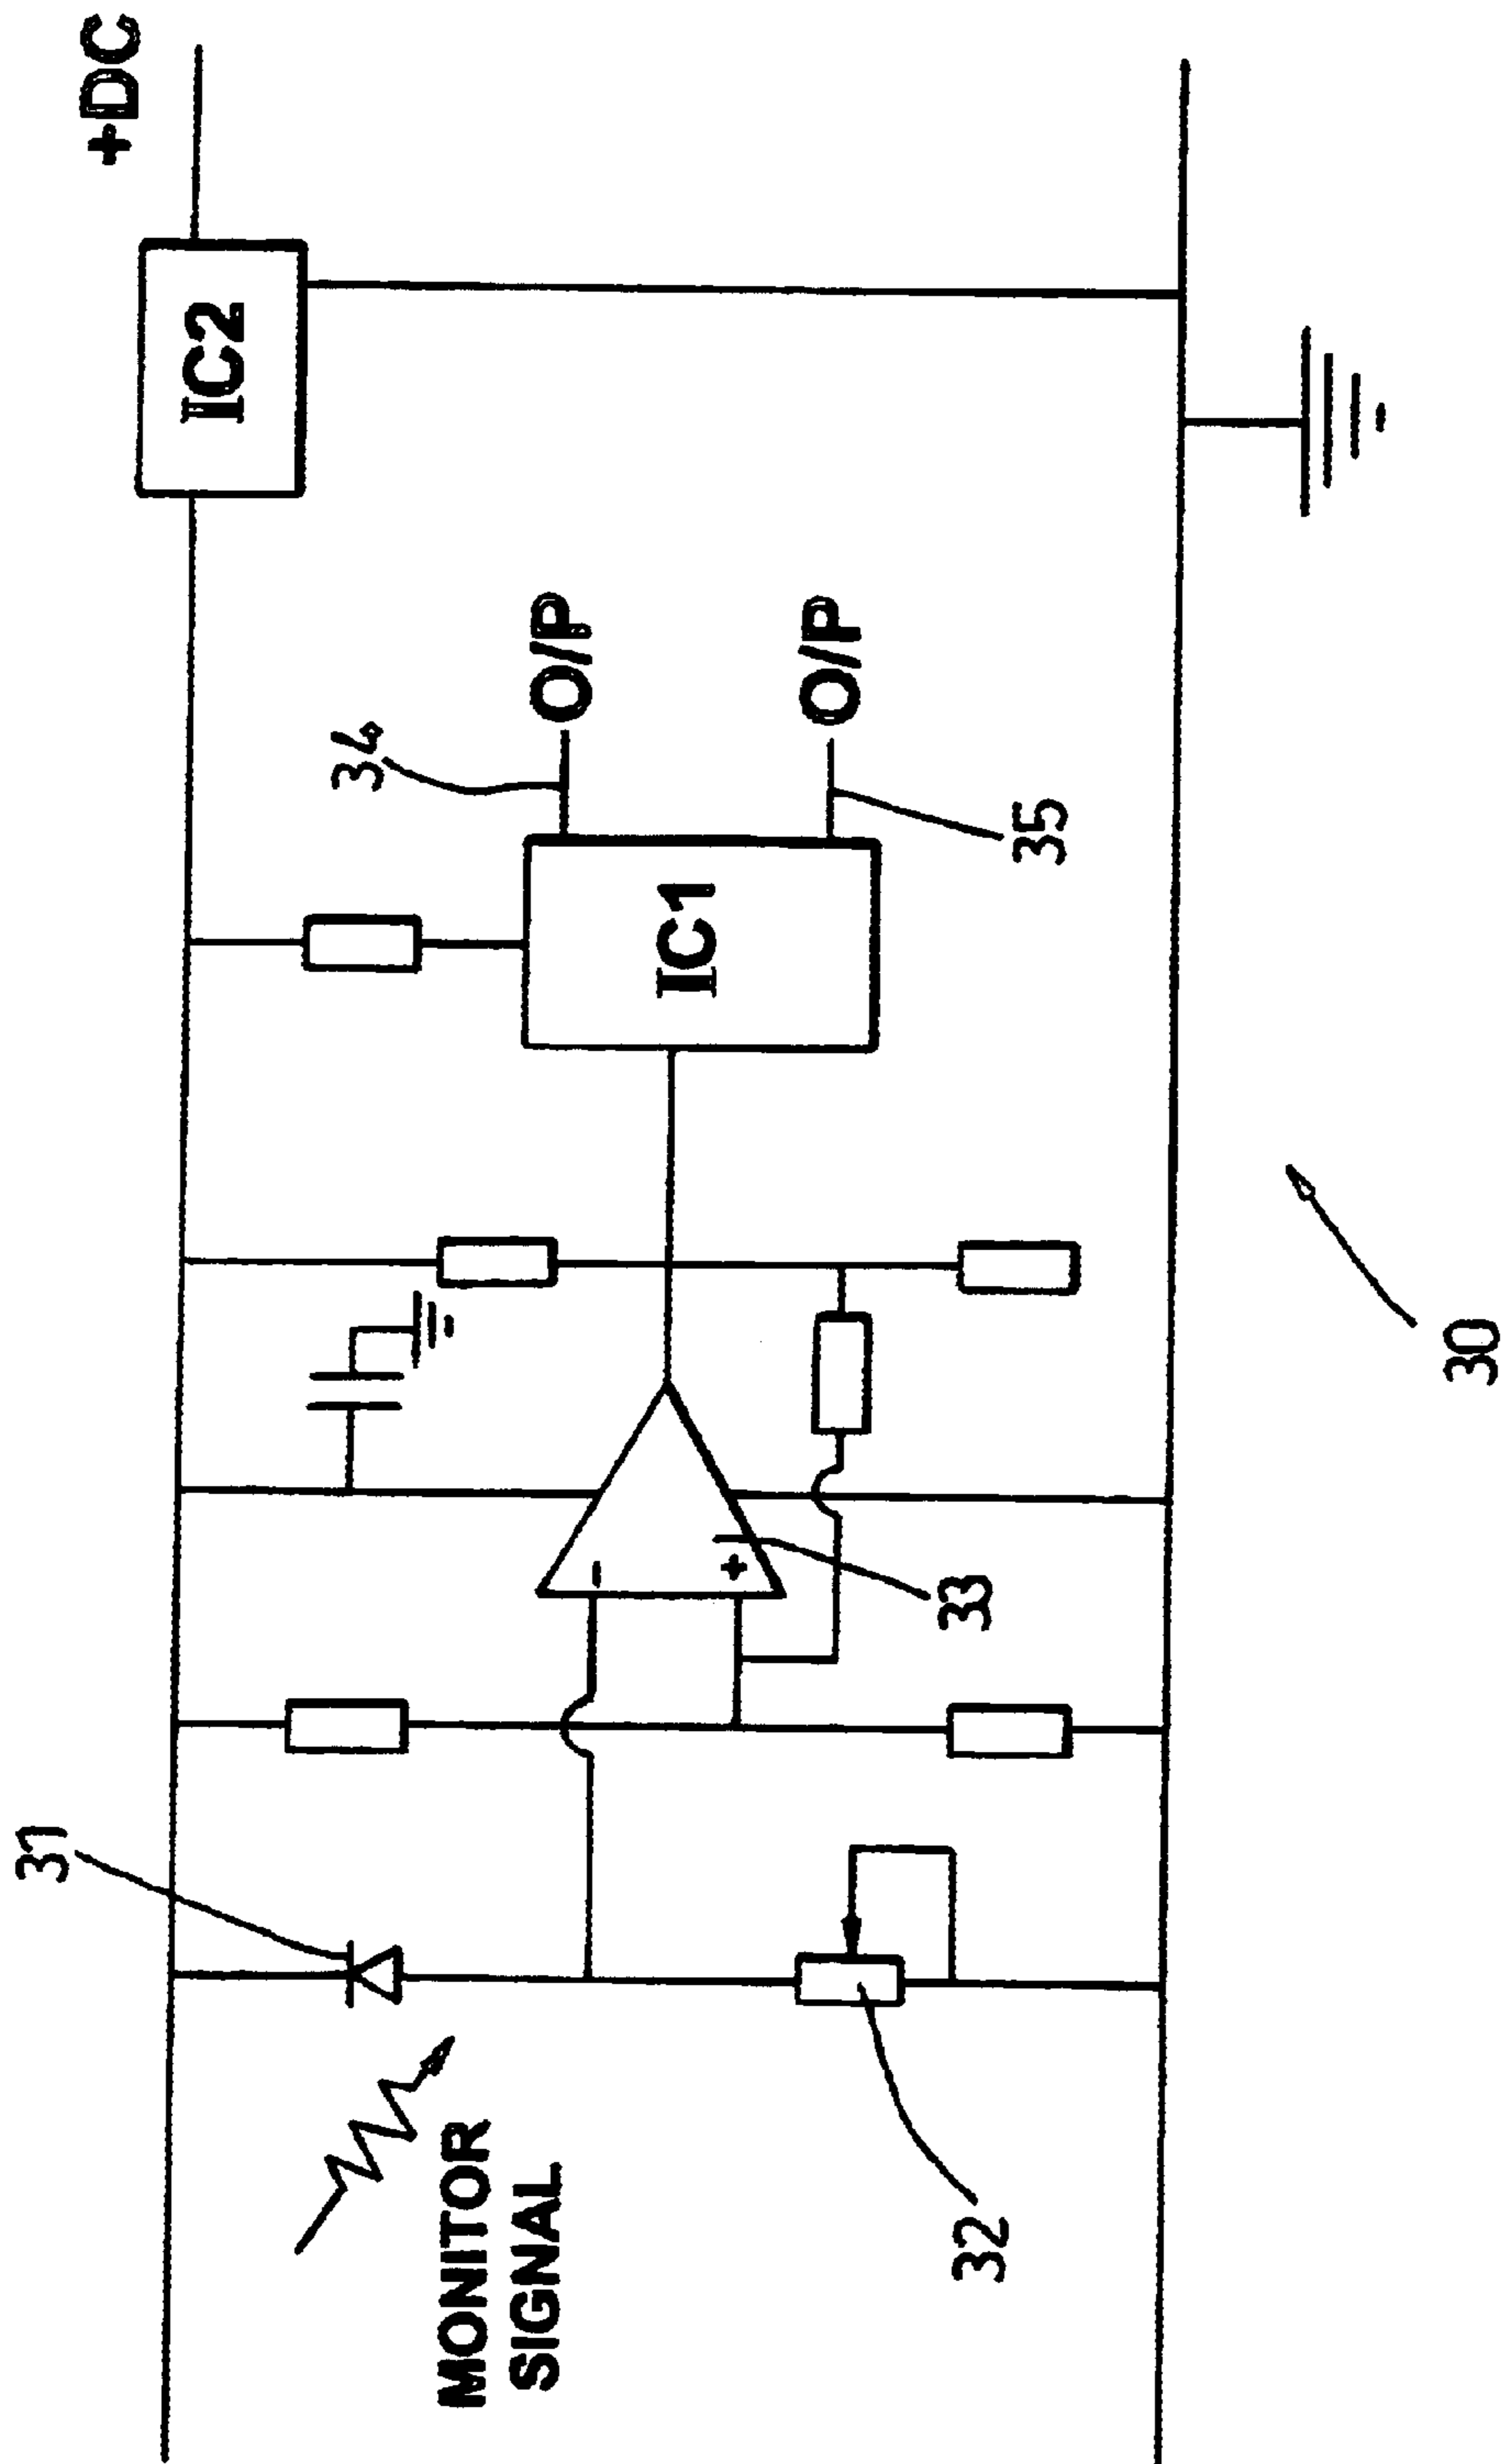 +DC
IC2
31
34
O/P
IC1
O/P
35
-
+
33
MONITOR
SIGNAL
32
30